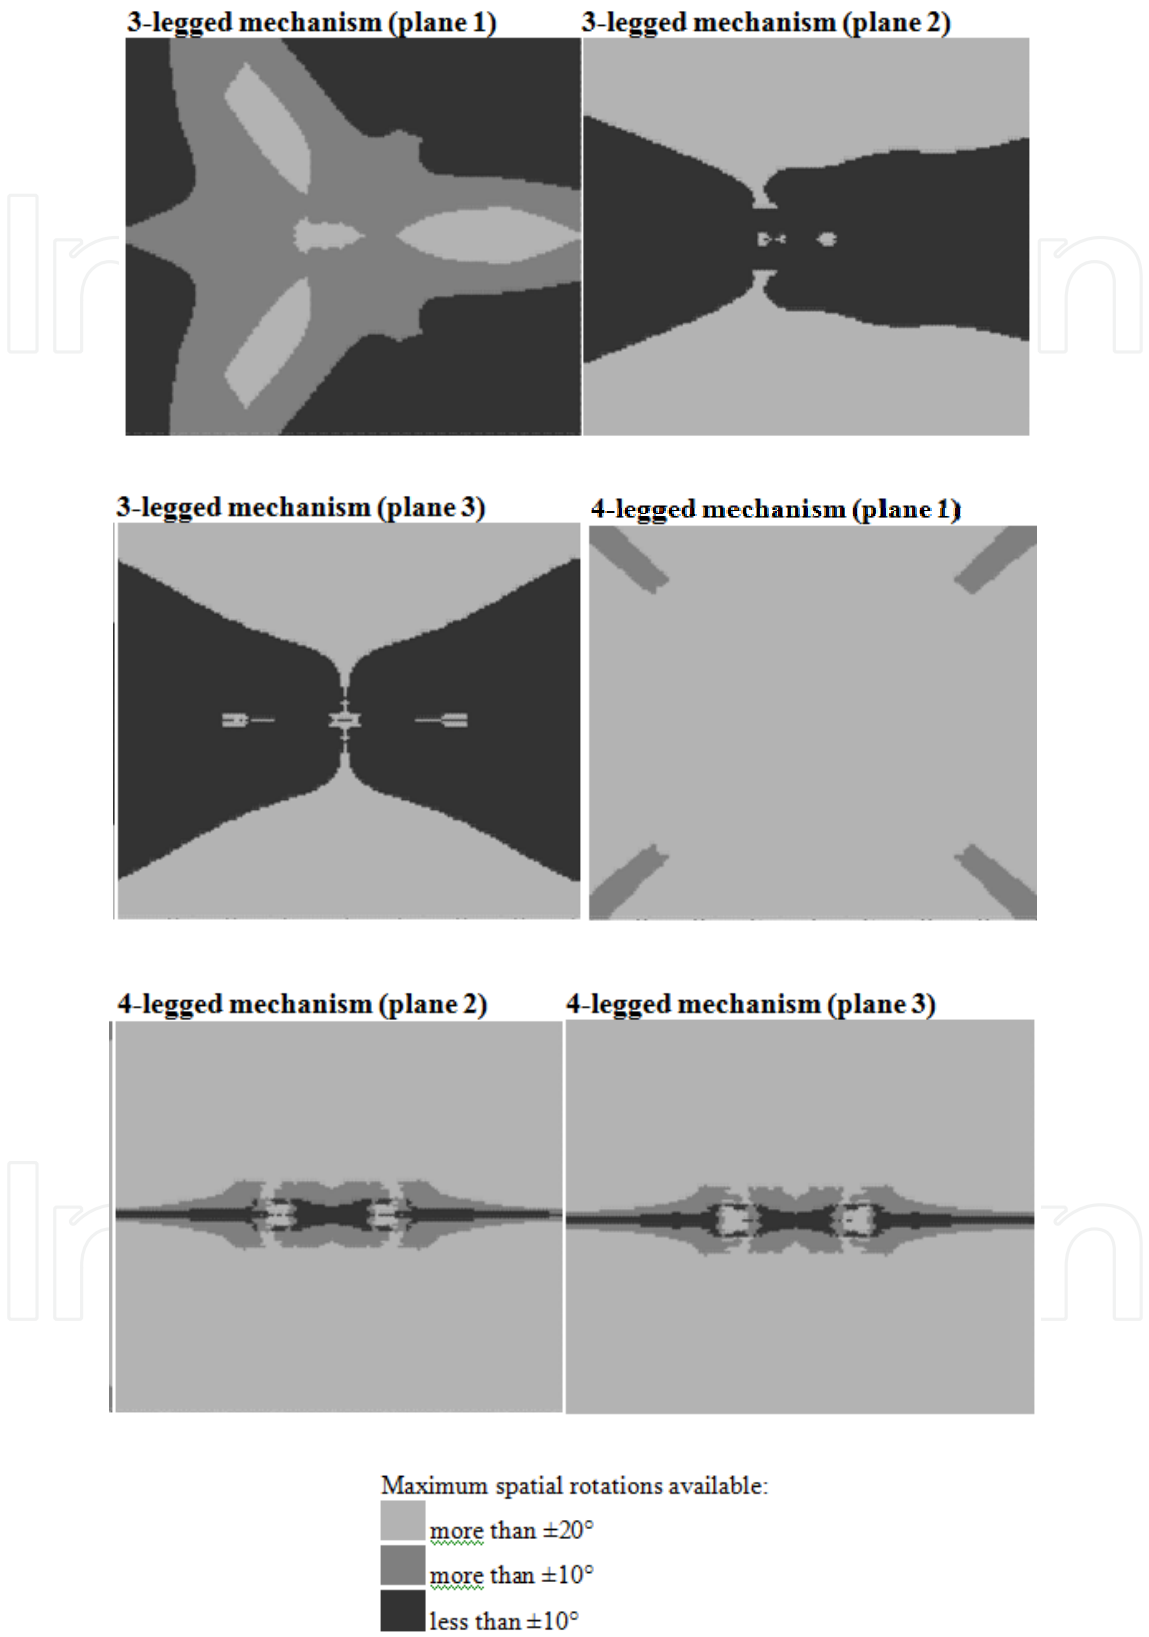 3-legged mechanism (plane 1)
3-legged mechanism (plane 2)
3-legged mechanism (plane 3)
4-legged mechanism (plane 1)
4-legged mechanism (plane 2)
4-legged mechanism (plane 3)
Maximum spatial rotations available:
more than ±20°
more than ±10°
less than ±10°